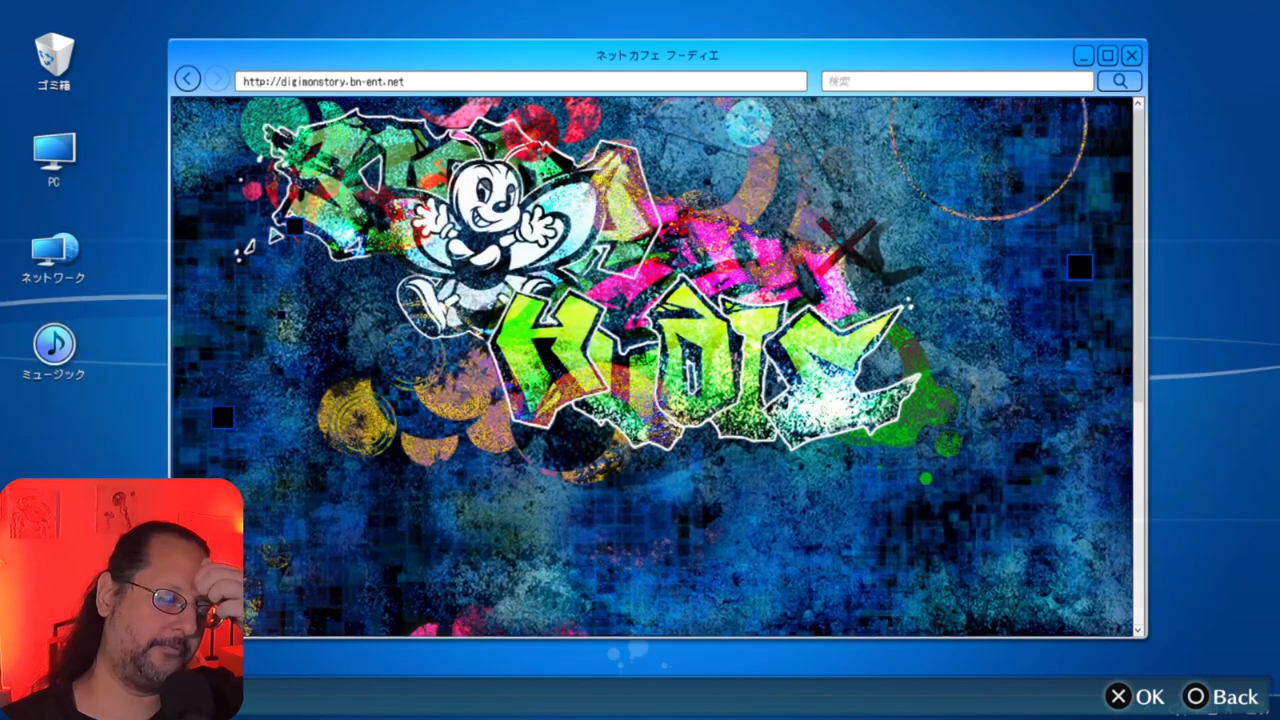 ゴミ箱
PC
ネットワーク
ミュージック
ネットカフェ フーディエ
http://digimonstory.bn-ent.net
検索
HUDIE
OK
Back